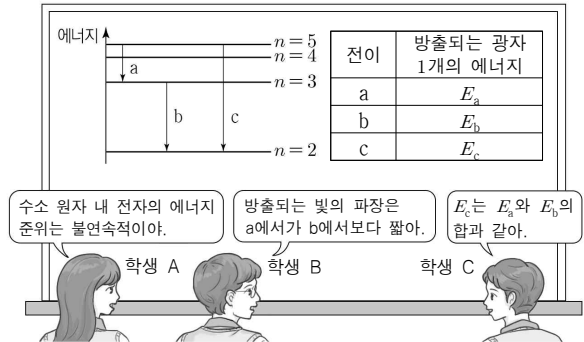 에너지
n=5
n=4
n=3
n=2
a
b
c
전이 방출되는 광자 1개의 에너지
a E_a
b E_b
c E_c
수소 원자 내 전자의 에너지
준위는 불연속적이야.
방출되는 빛의 파장은
a에서가 b에서보다 짧아.
E_c는 E_a와 E_b의
합과 같아.
학생 A
학생 B
학생 C